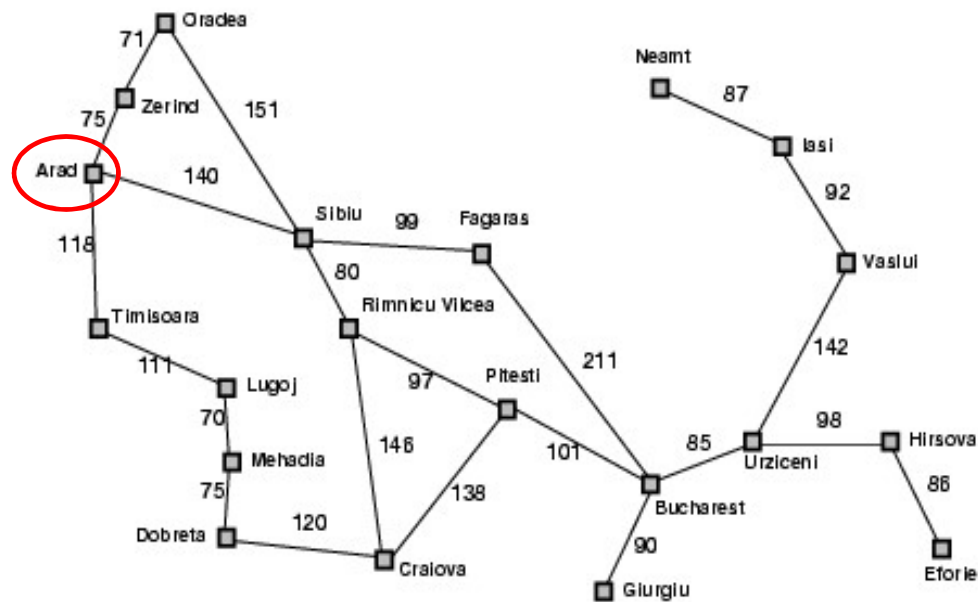 Oradea
71
Neamt
87
Zerind
75
151
Iasi
Arad
140
92
Sibiu
99
Fagaras
118
80
Vaslui
Rimnicu Vilcea
Timisoara
142
111
211
97
Pitesti
Lugoj
70
98
Hirsova
146
101
85
Mehadia
Urziceni
75
138
86
Bucharest
Dobreta
120
90
Craiova
Eforie
Giurgiu